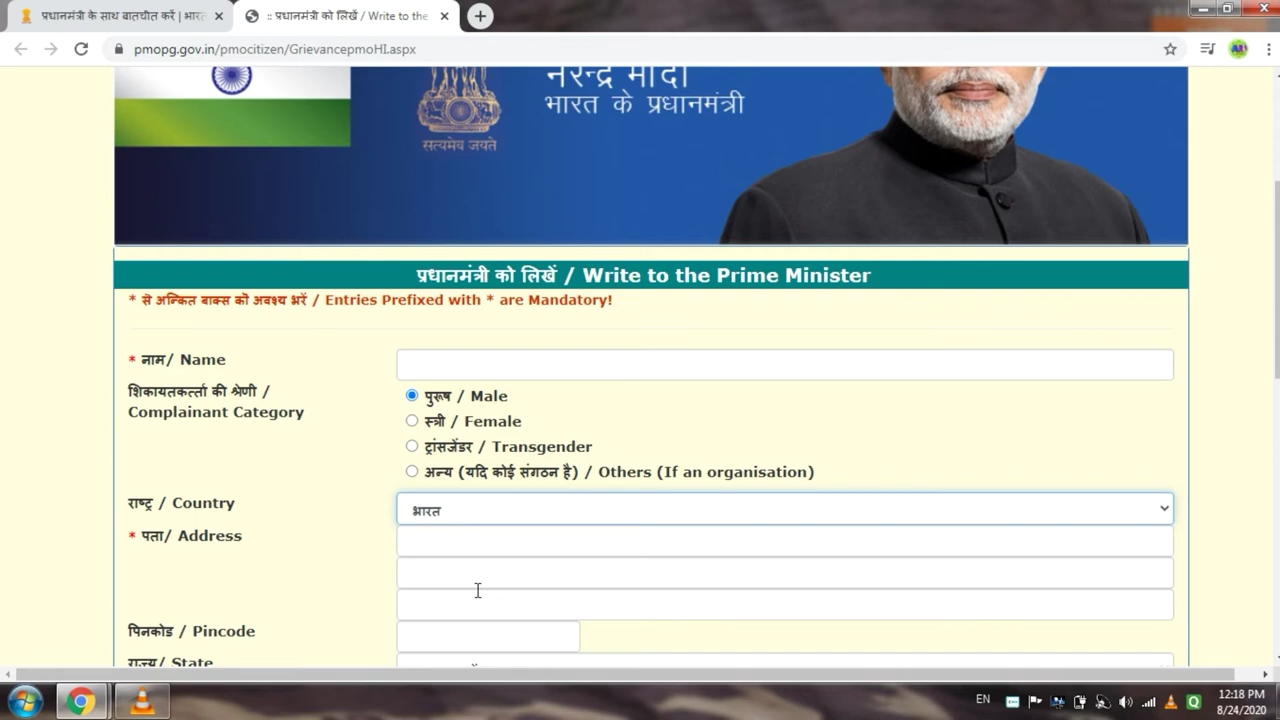 प्रधानमंत्री के साथ बातचीत करें | भारत
:: प्रधानमंत्री को लिखें / Write to the
pmopg.gov.in/pmocitizen/GrievancepmoHI.aspx
नरेन्द्र मोदी
भारत के प्रधानमंत्री
सत्यमेव जयते
प्रधानमंत्री को लिखें / Write to the Prime Minister
* से अन्कित बाक्स को अवश्य भरें / Entries Prefixed with * are Mandatory!
* नाम/ Name
शिकायतकर्त्ता की श्रेणी /
Complainant Category
पुरूष / Male
स्त्री / Female
ट्रांसजेंडर / Transgender
अन्य (यदि कोई संगठन है) / Others (If an organisation)
राष्ट्र / Country
भारत
* पता/ Address
पिनकोड / Pincode
राज्य/ State
EN
12:18 PM
8/24/2020